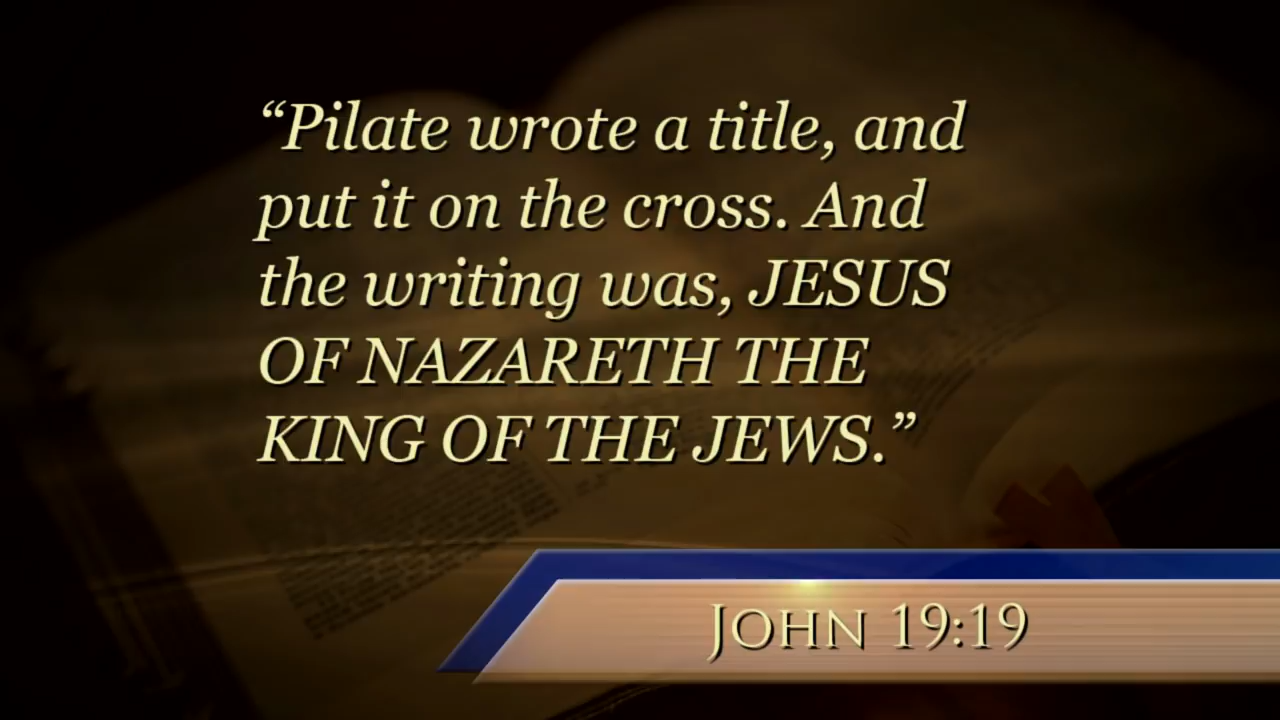 “Pilate wrote a title, and
put it on the cross. And
the writing was, JESUS
OF NAZARETH THE
KING OF THE JEWS.”
JOHN 19:19